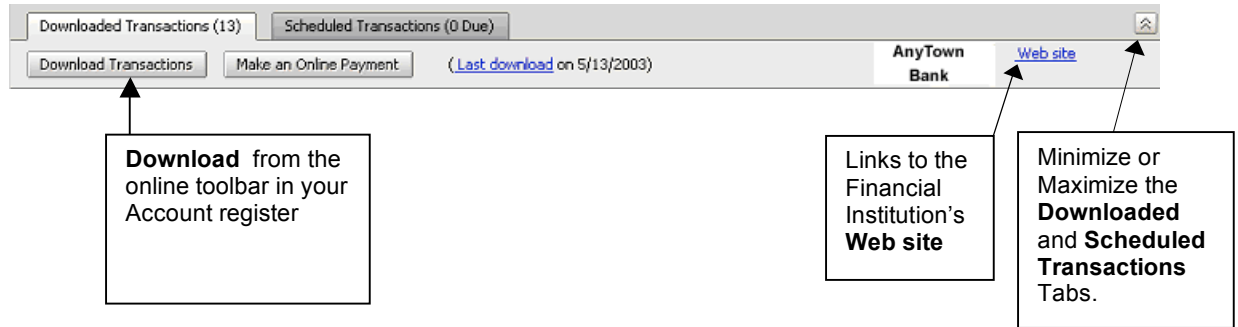 Downloaded Transactions (13) Scheduled Transactions (0 Due)
Download Transactions Make an Online Payment (Last download on 5/13/2003) AnyTown Web site
Bank
Download from the
online toolbar in your
Account register
Links to the
Financial
Institution’s
Web site
Minimize or
Maximize the
Downloaded
and Scheduled
Transactions
Tabs.